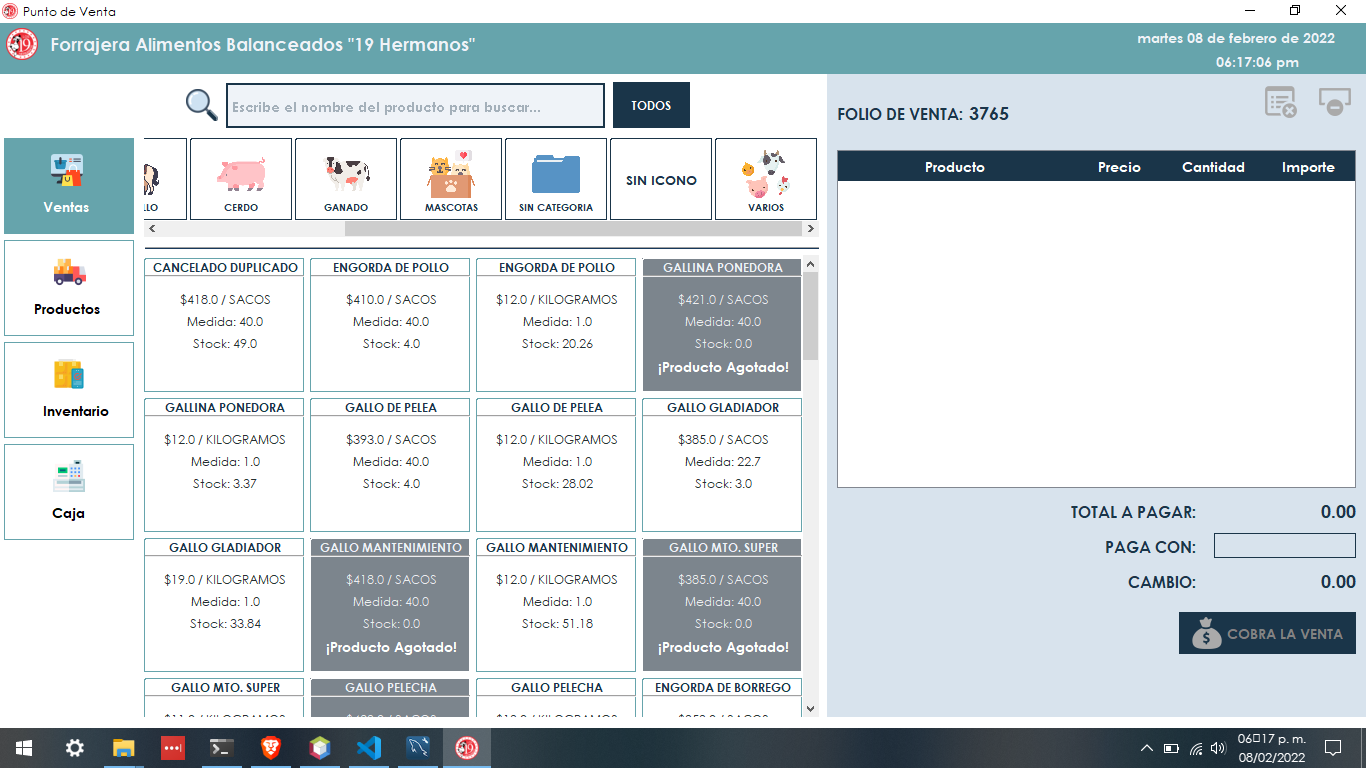 Punto de Venta
19
Forrajera Alimentos Balanceados "19 Hermanos"
martes 08 de febrero de 2022
06:17:06 pm
Escribe el nombre del producto para buscar...
TODOS
FOLIO DE VENTA: 3765
Ventas
Productos
Inventario
Caja
LLO
CERDO
GANADO
MASCOTAS
SIN CATEGORIA
SIN ICONO
VARIOS
CANCELADO DUPLICADO
$418.0 / SACOS
Medida: 40.0
Stock: 49.0
ENGORDA DE POLLO
$410.0 / SACOS
Medida: 40.0
Stock: 4.0
ENGORDA DE POLLO
$12.0 / KILOGRAMOS
Medida: 1.0
Stock: 20.26
GALLINA PONEDORA
$421.0 / SACOS
Medida: 40.0
Stock: 0.0
¡Producto Agotado!
GALLINA PONEDORA
$12.0 / KILOGRAMOS
Medida: 1.0
Stock: 3.37
GALLO DE PELEA
$393.0 / SACOS
Medida: 40.0
Stock: 4.0
GALLO DE PELEA
$12.0 / KILOGRAMOS
Medida: 1.0
Stock: 28.02
GALLO GLADIADOR
$385.0 / SACOS
Medida: 22.7
Stock: 3.0
GALLO GLADIADOR
$19.0 / KILOGRAMOS
Medida: 1.0
Stock: 33.84
GALLO MANTENIMIENTO
$418.0 / SACOS
Medida: 40.0
Stock: 0.0
¡Producto Agotado!
GALLO MANTENIMIENTO
$12.0 / KILOGRAMOS
Medida: 1.0
Stock: 51.18
GALLO MTO. SUPER
$385.0 / SACOS
Medida: 40.0
Stock: 0.0
¡Producto Agotado!
GALLO MTO. SUPER
GALLO PELECHA
GALLO PELECHA
ENGORDA DE BORREGO
Producto Precio Cantidad Importe
TOTAL A PAGAR: 0.00
PAGA CON:
CAMBIO: 0.00
$
COBRA LA VENTA
19
06□17 p. m.
08/02/2022